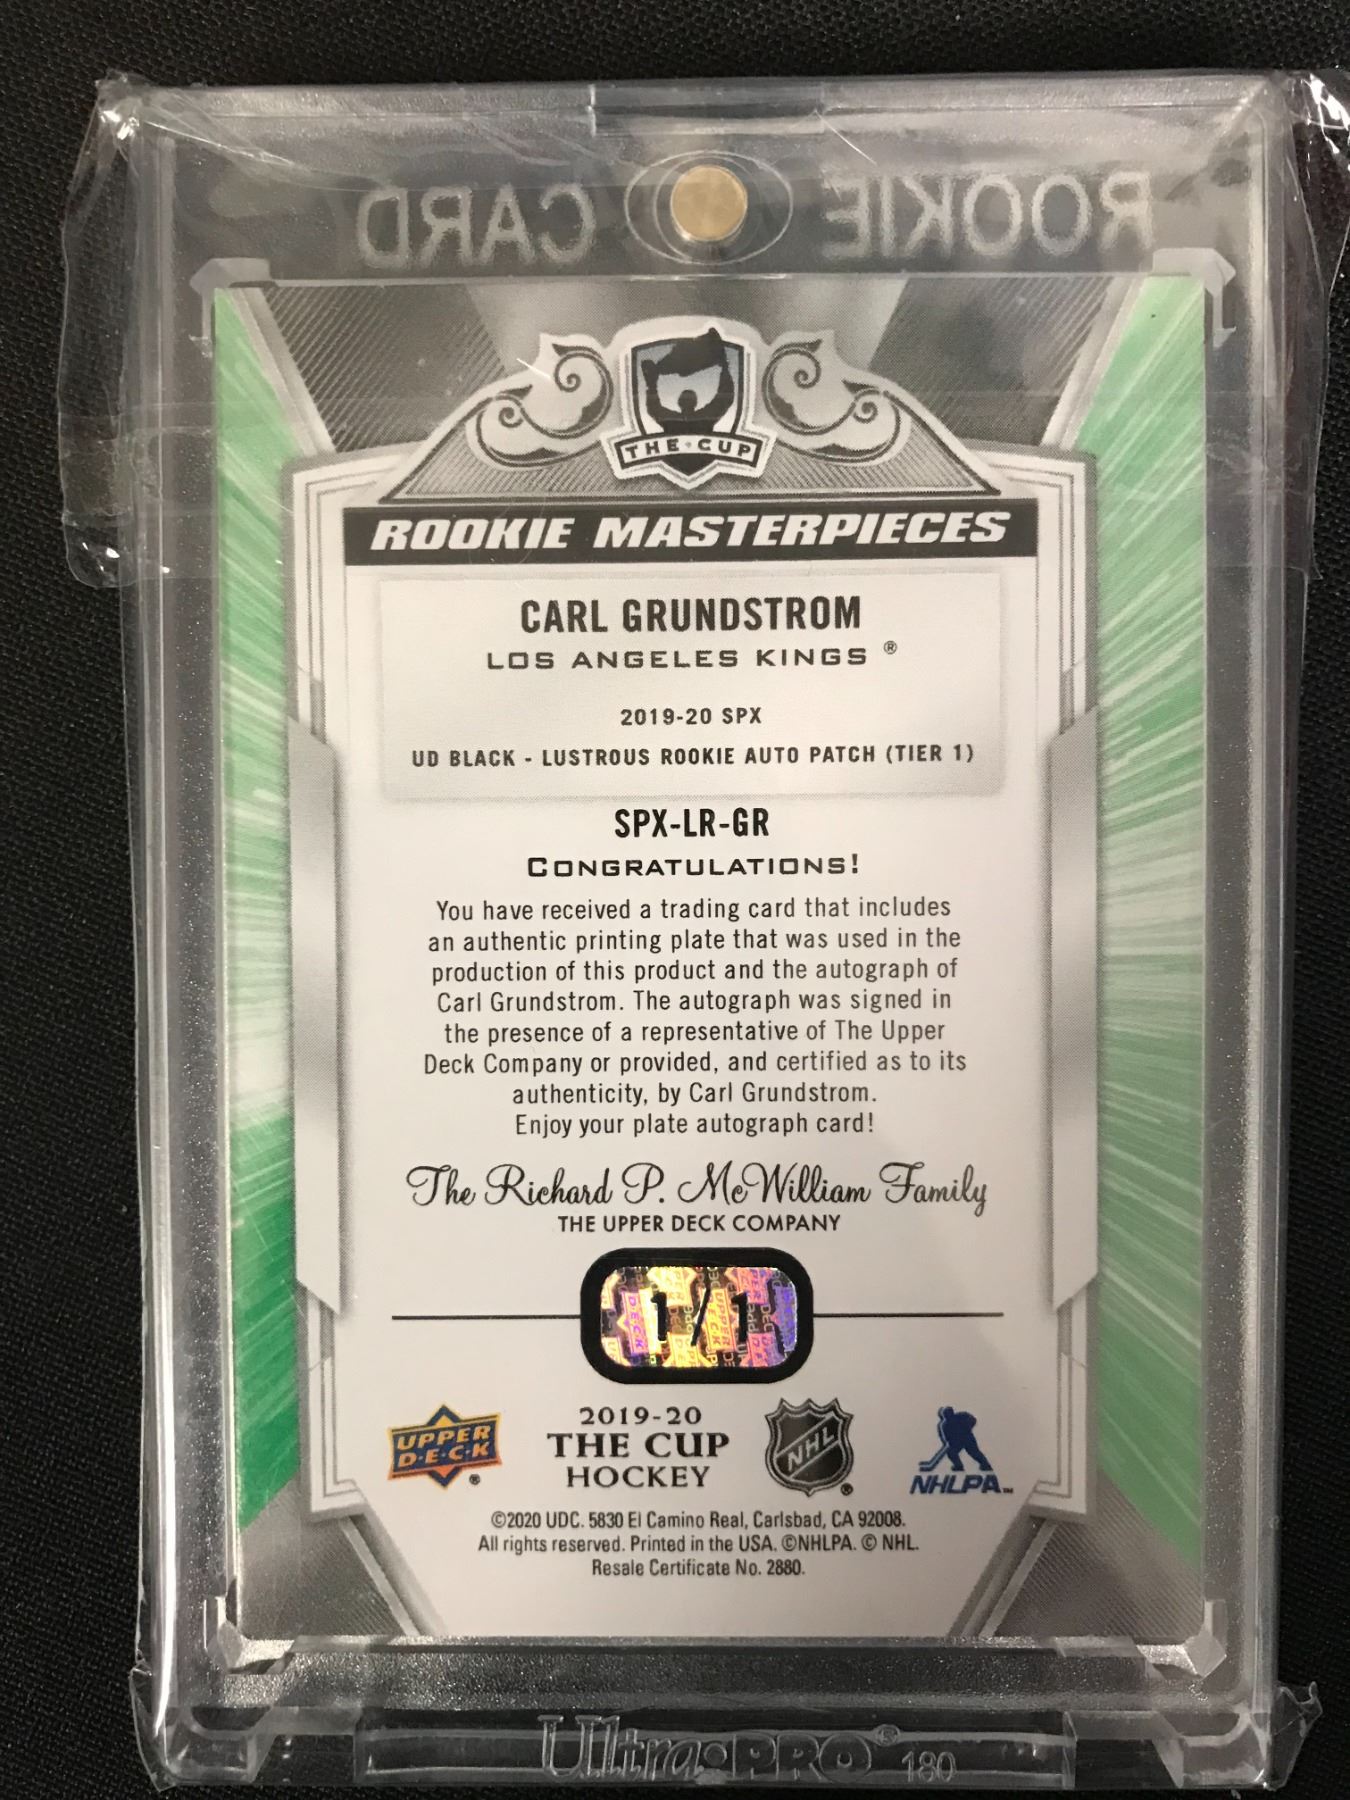 ROOKIE CARD
THE CUP
ROOKIE MASTERPIECES
CARL GRUNDSTROM
LOS ANGELES KINGS ®
2019-20 SPX
UD BLACK - LUSTROUS ROOKIE AUTO PATCH (TIER 1)
SPX-LR-GR
CONGRATULATIONS!
You have received a trading card that includes
an authentic printing plate that was used in the
production of this product and the autograph of
Carl Grundstrom. The autograph was signed in
the presence of a representative of The Upper
Deck Company or provided, and certified as to its
authenticity, by Carl Grundstrom.
Enjoy your plate autograph card!
The Richard P. McWilliam Family
THE UPPER DECK COMPANY
1/1
UPPER
D·E·C·K ®
2019-20
THE CUP
HOCKEY
NHL ®
NHLPA™
©2020 UDC. 5830 El Camino Real, Carlsbad, CA 92008.
All rights reserved. Printed in the USA. ©NHLPA. © NHL.
Resale Certificate No. 2880.
Ultra·PRO® 180